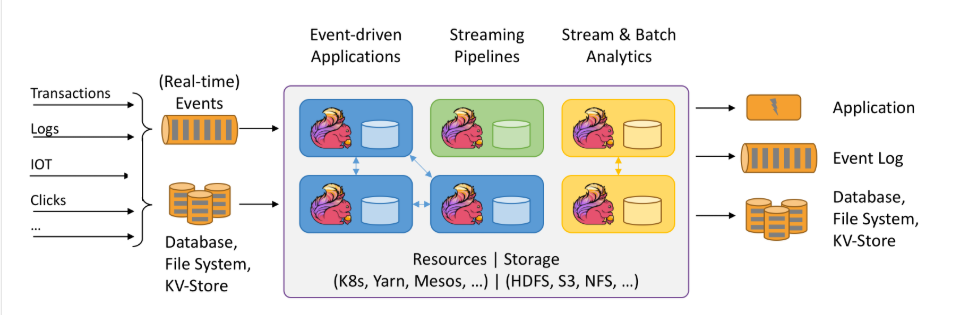 Event-driven
Applications
Streaming
Pipelines
Stream & Batch
Analytics
Transactions
Logs
IOT
Clicks
...
(Real-time)
Events
Database,
File System,
KV-Store
Resources | Storage
(K8s, Yarn, Mesos, ...) | (HDFS, S3, NFS, ...)
Application
Event Log
Database,
File System,
KV-Store